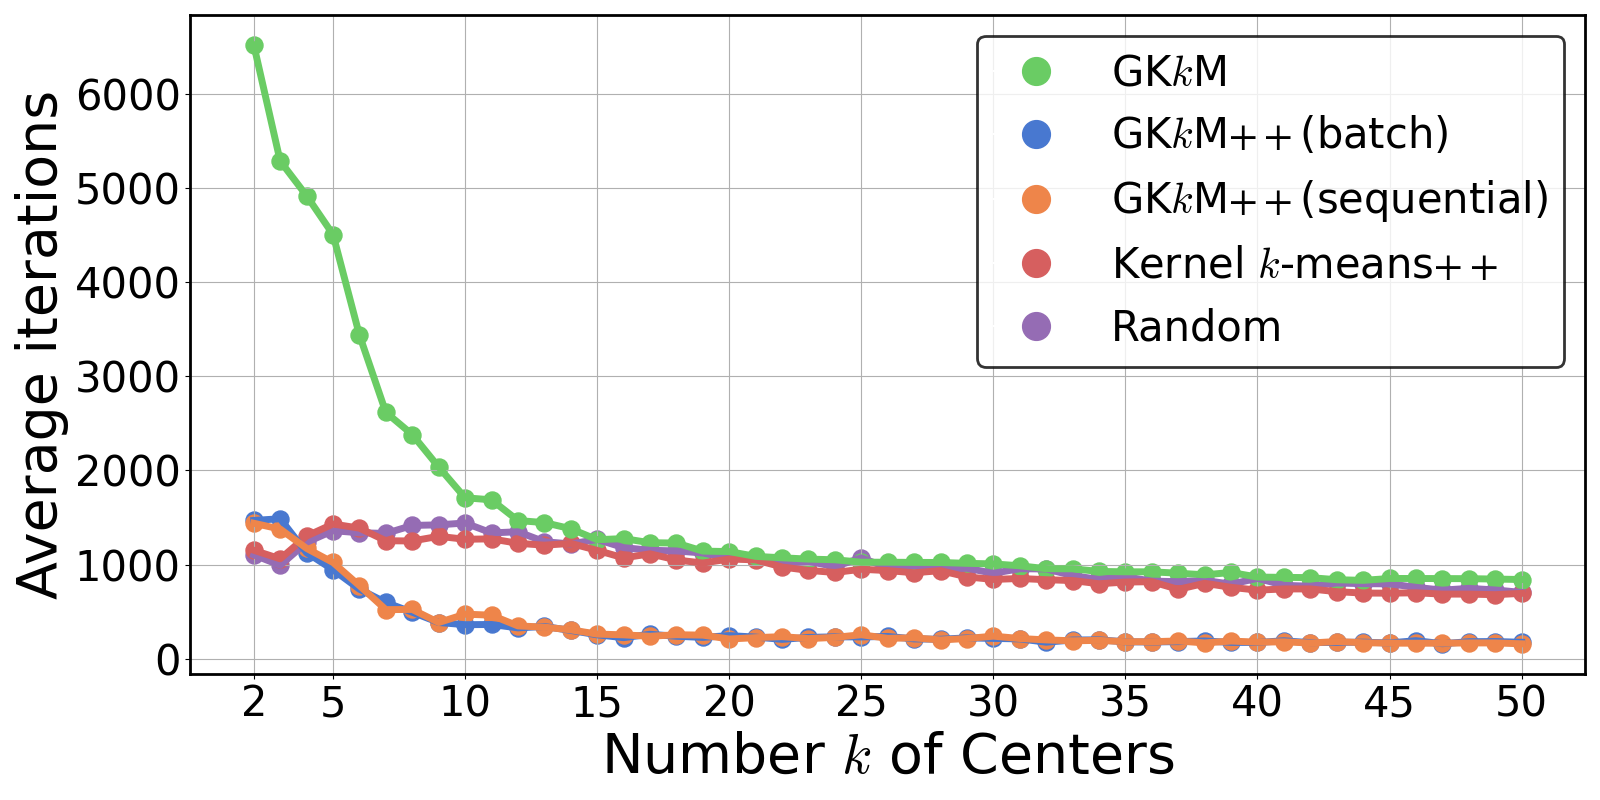 Average iterations
6000
5000
4000
3000
2000
1000
0
GKkM
GKkM++(batch)
GKkM++(sequential)
Kernel k-means++
Random
2 5 10 15 20 25 30 35 40 45 50
Number k of Centers